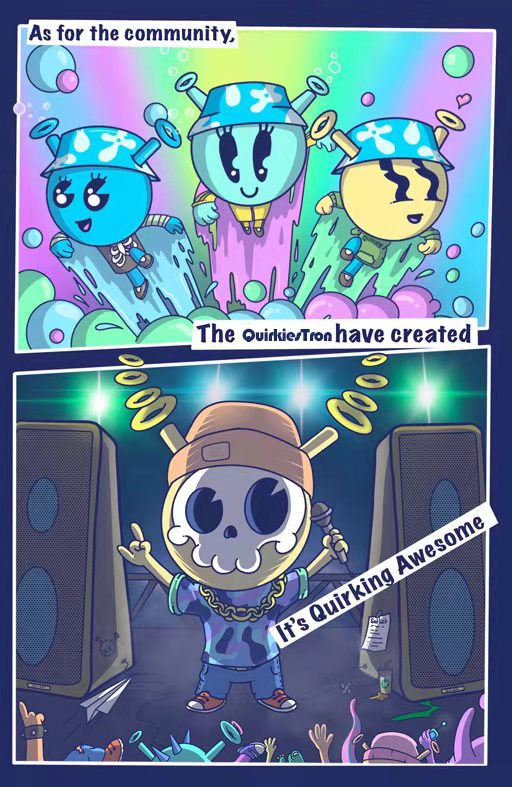 As for the community,
The QuirkiesTron have created
It's Quirking Awesome